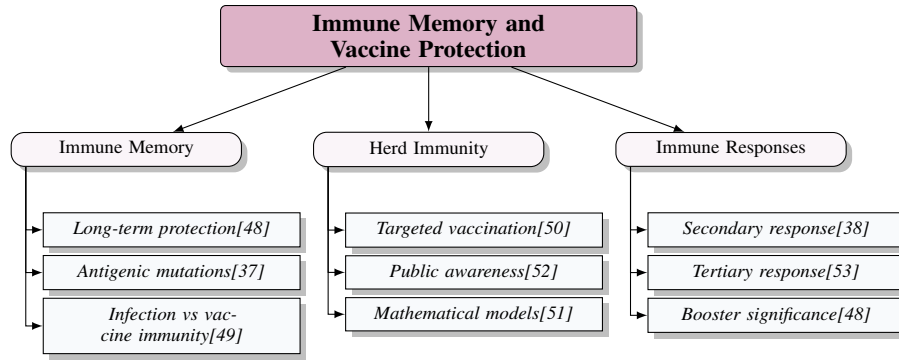 Immune Memory and
Vaccine Protection
Immune Memory
Herd Immunity
Immune Responses
Long-term protection[48]
Targeted vaccination[50]
Secondary response[38]
Antigenic mutations[37]
Public awareness[52]
Tertiary response[53]
Infection vs vac-
cine immunity[49]
Mathematical models[51]
Booster significance[48]